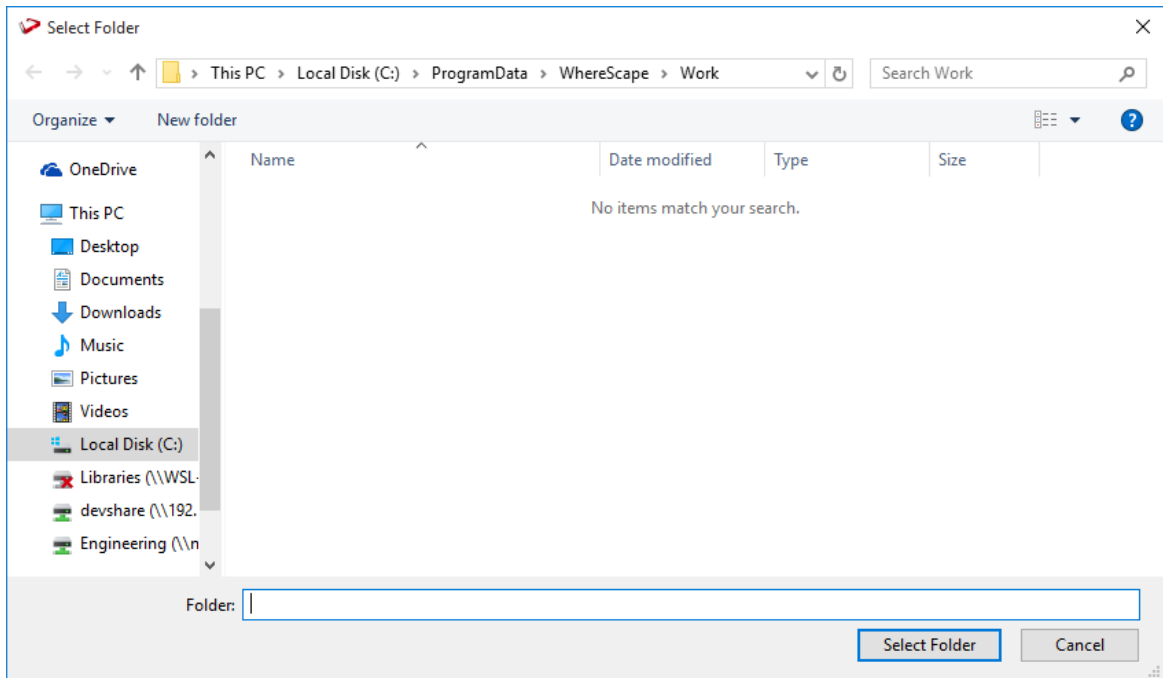 Select Folder
This PC > Local Disk (C:) > ProgramData > WhereScape > Work
Search Work
Organize
New folder
?
Name
Date modified
Type
Size
No items match your search.
OneDrive
This PC
Desktop
Documents
Downloads
Music
Pictures
Videos
Local Disk (C:)
Libraries (\\WSL-
devshare (\\192.
Engineering (\\n
Folder:
Select Folder
Cancel